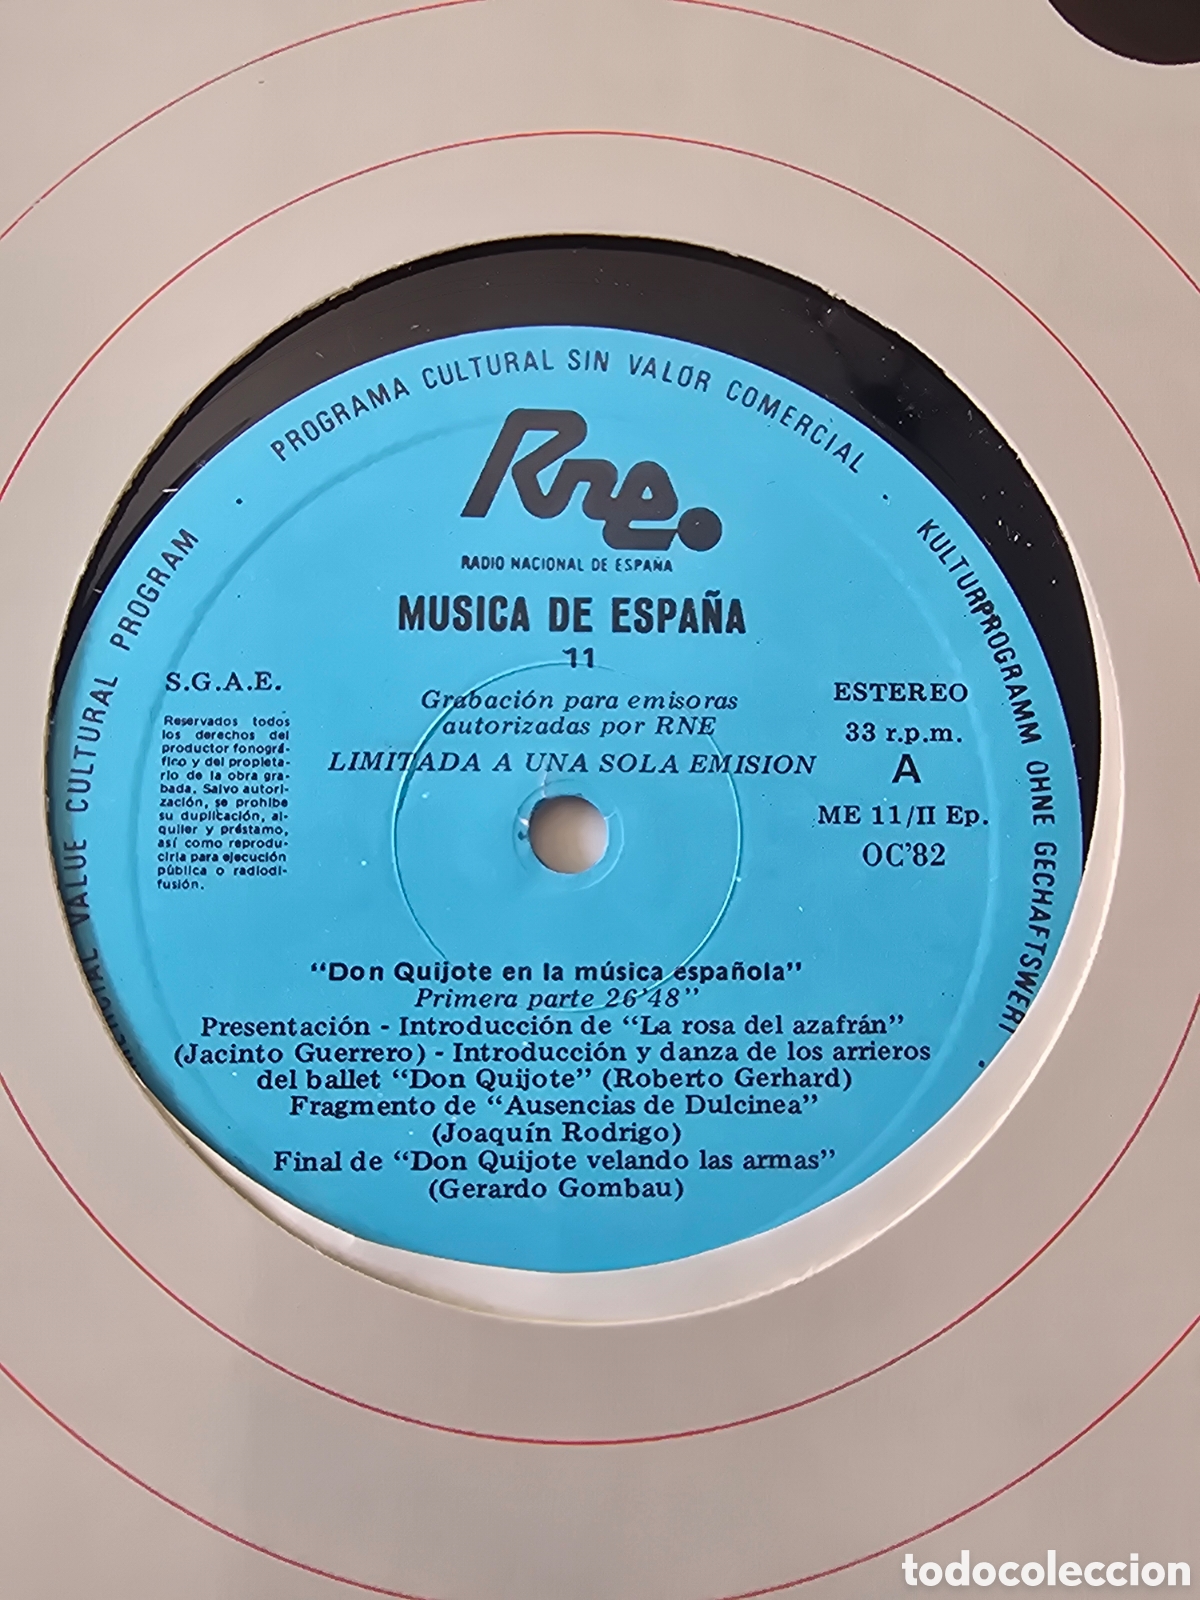 PROGRAMA CULTURAL SIN VALOR COMERCIAL
KULTURPROGRAMM OHNE GECHAFTSWERT
VALUE CULTURAL PROGRAM
Rne.
RADIO NACIONAL DE ESPAÑA
MUSICA DE ESPAÑA
11
Grabación para emisoras
autorizadas por RNE
LIMITADA A UNA SOLA EMISION
S.G.A.E.
Reservados todos
los derechos del
productor fonográ-
fico y del propieta-
rio de la obra gra-
bada. Salvo autori-
zación, se prohibe
su duplicación, al-
quiler y préstamo,
así como reprodu-
cirla para ejecución
pública o radiodi-
fusión.
ESTEREO
33 r.p.m.
A
ME 11/II Ep.
OC'82
"Don Quijote en la música española"
Primera parte 26'48"
Presentación - Introducción de "La rosa del azafrán"
(Jacinto Guerrero) - Introducción y danza de los arrieros
del ballet "Don Quijote" (Roberto Gerhard)
Fragmento de "Ausencias de Dulcinea"
(Joaquín Rodrigo)
Final de "Don Quijote velando las armas"
(Gerardo Gombau)
todocoleccion